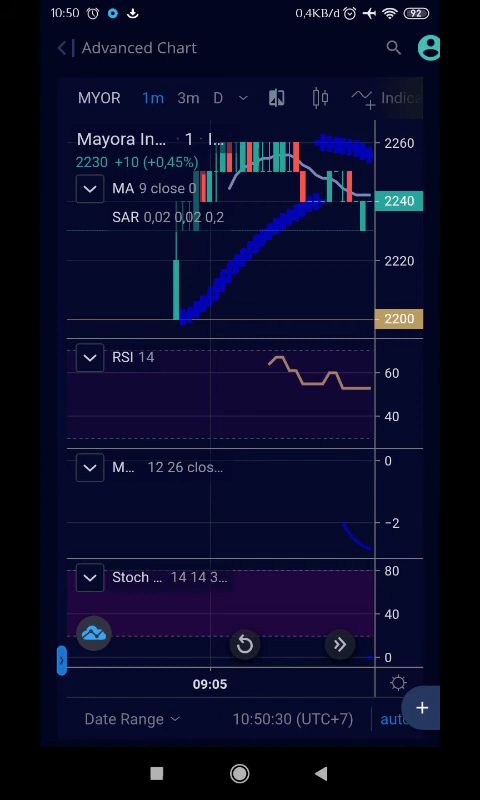 10:50 0,4KB/d 92
Advanced Chart
MYOR 1m 3m D Indic
Mayora In... · 1 · I...
2230 +10 (+0,45%)
MA 9 close 0
SAR 0,02 0,02 0,2
2260
2240
2220
2200
RSI 14
60
40
M... 12 26 clos...
0
−2
Stoch ... 14 14 3...
80
40
0
09:05
Date Range 10:50:30 (UTC+7) auto